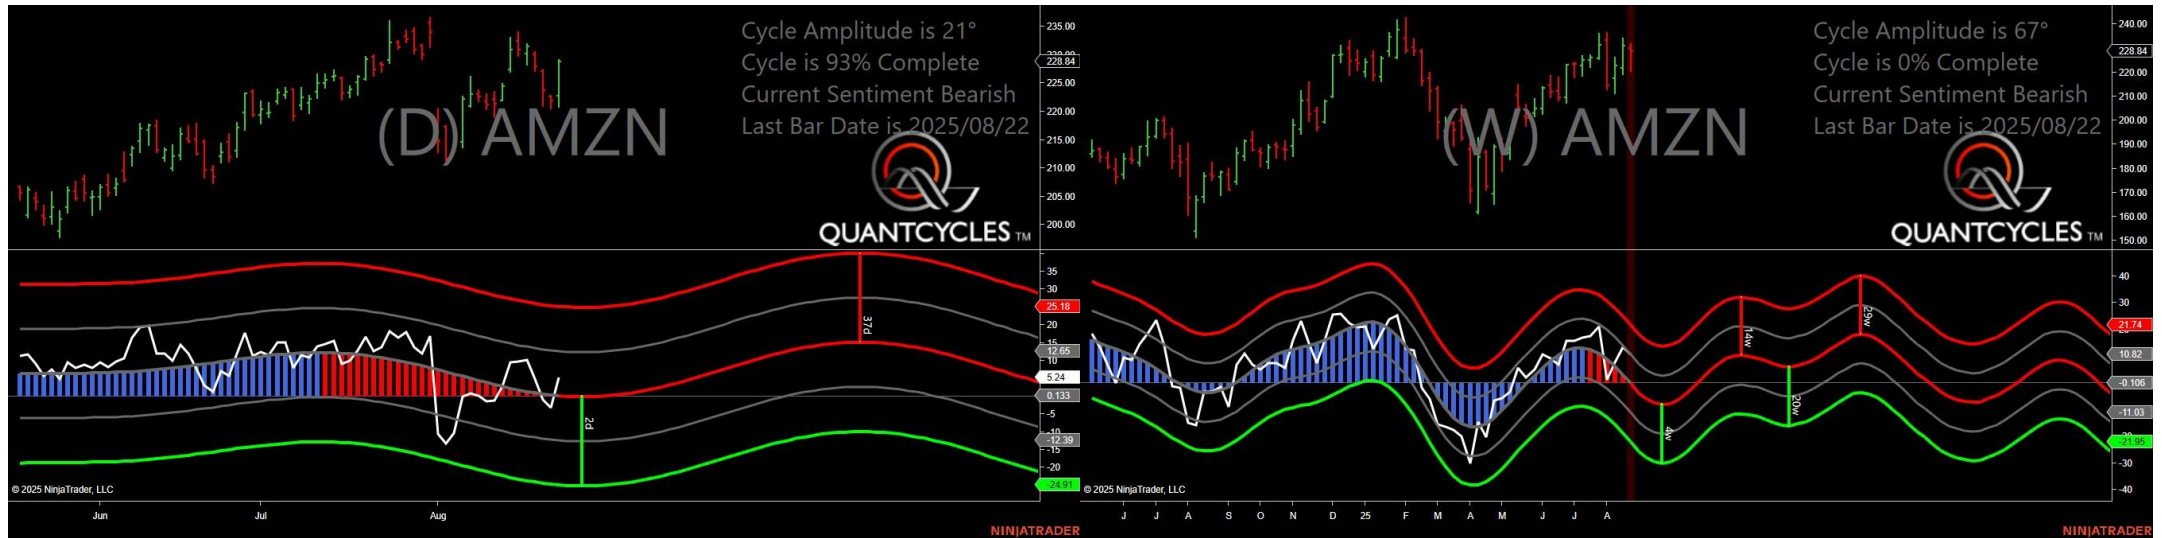 Cycle Amplitude is 21°
Cycle is 93% Complete
Current Sentiment Bearish
Last Bar Date is 2025/08/22
(D) AMZN
QUANTCYCLES TM
235.00
228.84
225.00
220.00
215.00
210.00
205.00
200.00
35
30
25.18
20
15
12.65
10
5.24
0.133
-5
-10
-12.39
-15
-20
-24.91
37d
2d
© 2025 NinjaTrader, LLC
Jun
Jul
Aug
NINJATRADER
Cycle Amplitude is 67°
Cycle is 0% Complete
Current Sentiment Bearish
Last Bar Date is 2025/08/22
(W) AMZN
QUANTCYCLES TM
240.00
228.84
220.00
210.00
200.00
190.00
180.00
170.00
160.00
150.00
40
30
21.74
10.82
-0.106
-11.03
-21.95
-30
-40
14w
29w
4w
20w
© 2025 NinjaTrader, LLC
J
J
A
S
O
N
D
25
F
M
A
M
J
J
A
NINJATRADER